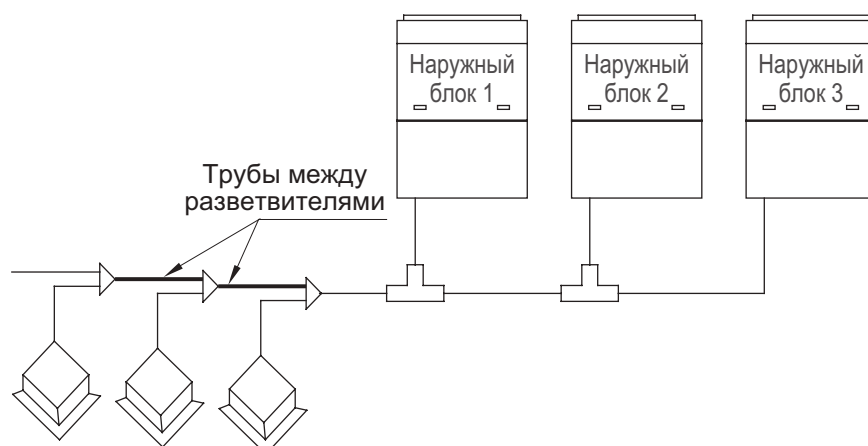 Наружный
блок 1
Наружный
блок 2
Наружный
блок 3
Трубы между
разветвителями